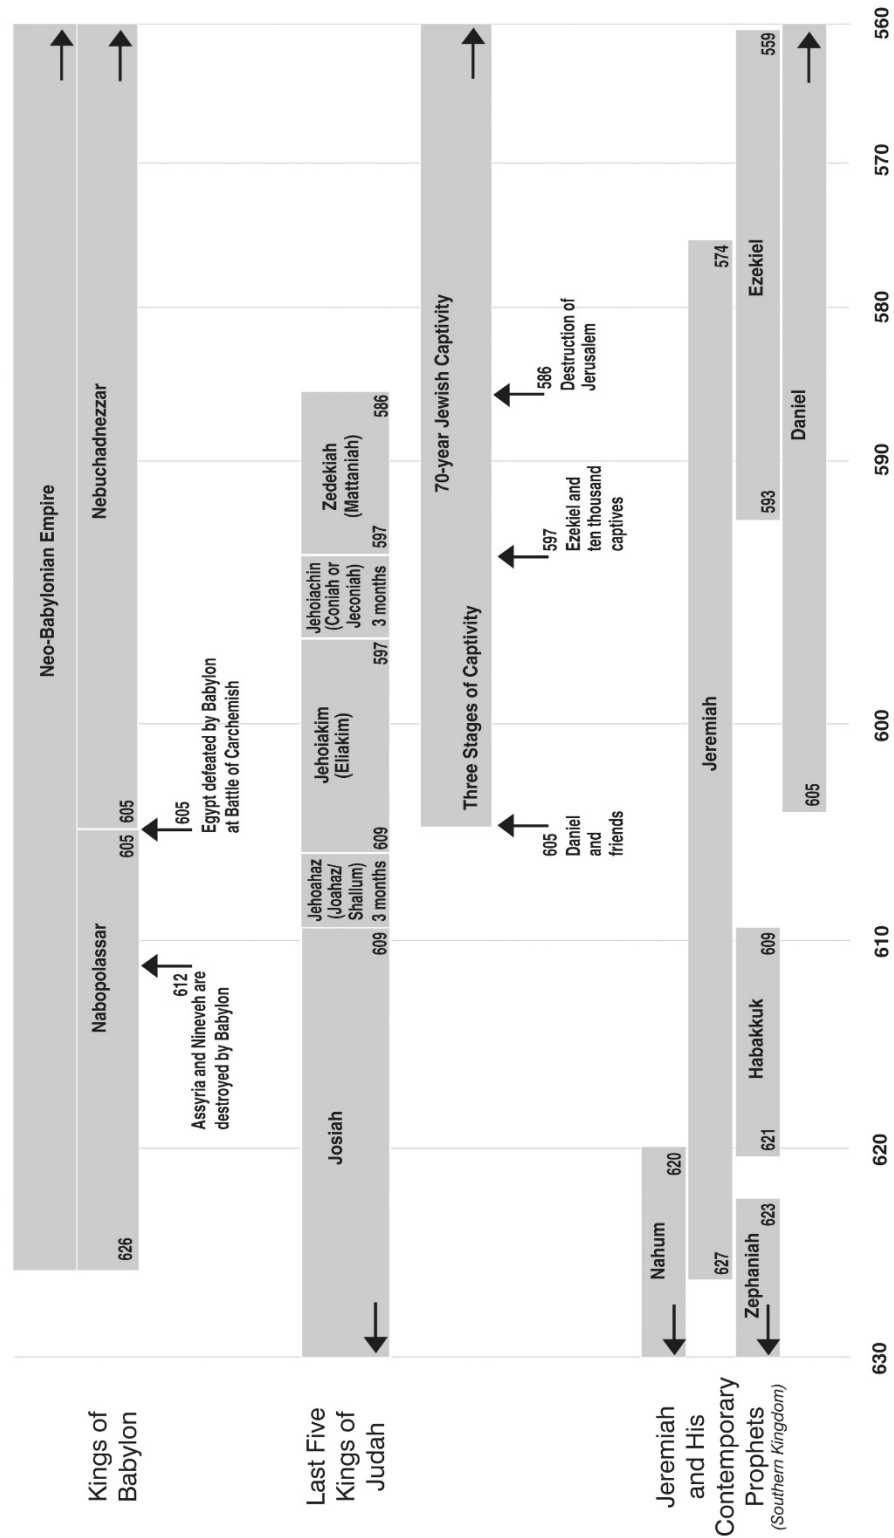 Kings of
Babylon
Neo-Babylonian Empire
626
Nabopolassar
605
605
Nebuchadnezzar
612
Assyria and Nineveh are
destroyed by Babylon
605
Egypt defeated by Babylon
at Battle of Carchemish
Last Five
Kings of
Judah
Josiah
609
Jehoahaz
(Joahaz/
Shallum)
3 months
Jehoiakim
(Eliakim)
609
597
Jehoiachin
(Coniah or
Jeconiah)
3 months
Zedekiah
(Mattaniah)
597
586
70-year Jewish Captivity
Three Stages of Captivity
605
Daniel
and
friends
597
Ezekiel and
ten thousand
captives
586
Destruction of
Jerusalem
Jeremiah
and His
Contemporary
Prophets
(Southern Kingdom)
Nahum
620
627
Jeremiah
574
Zephaniah
623
621
Habakkuk
609
593
Ezekiel
559
605
Daniel
630
620
610
600
590
580
570
560